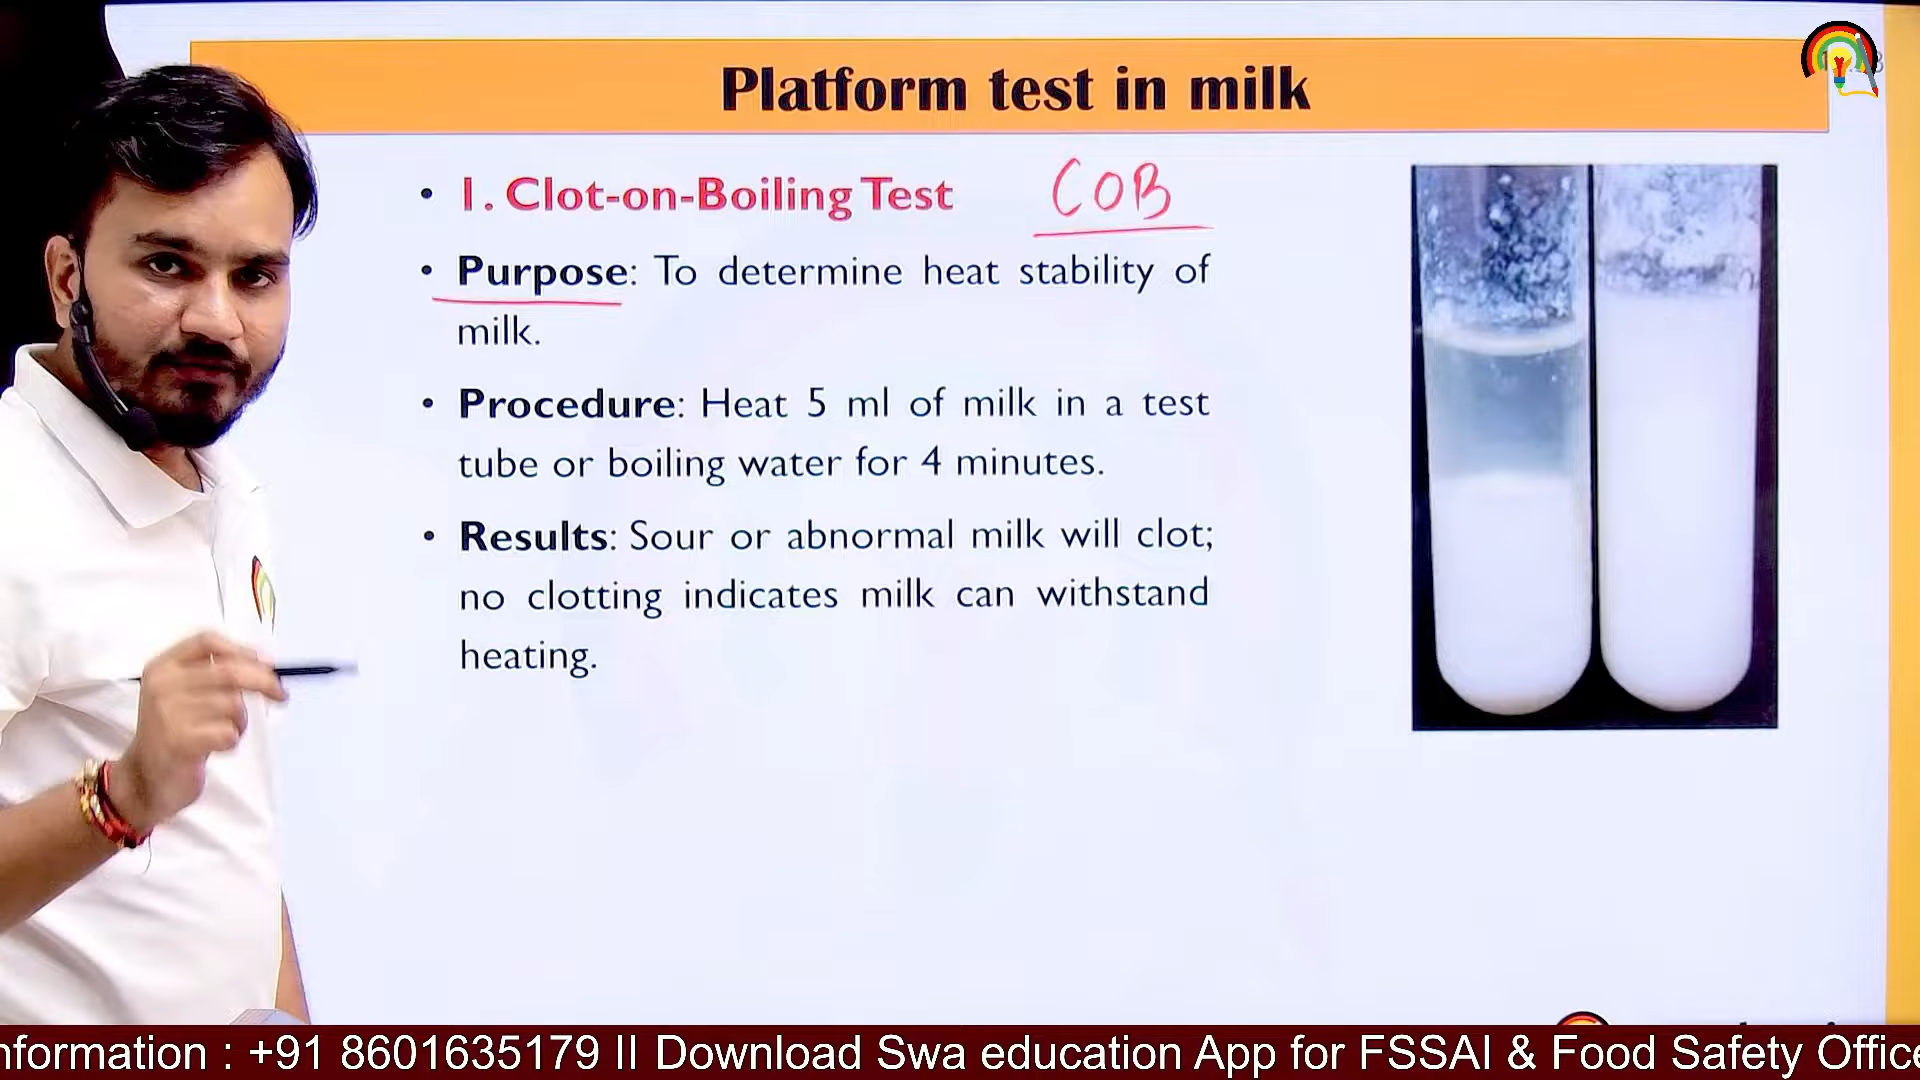 Platform test in milk
• 1. Clot-on-Boiling Test COB
• Purpose: To determine heat stability of
milk.
• Procedure: Heat 5 ml of milk in a test
tube or boiling water for 4 minutes.
• Results: Sour or abnormal milk will clot;
no clotting indicates milk can withstand
heating.
nformation : +91 8601635179 II Download Swa education App for FSSAI & Food Safety Office